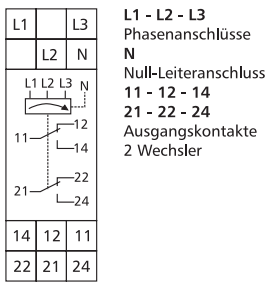 L1 L3
L2 N
L1 L2 L3 N
12
11
14
22
21
24
14 12 11
22 21 24
L1 - L2 - L3
Phasenanschlüsse
N
Null-Leiteranschluss
11 - 12 - 14
21 - 22 - 24
Ausgangskontakte
2 Wechsler